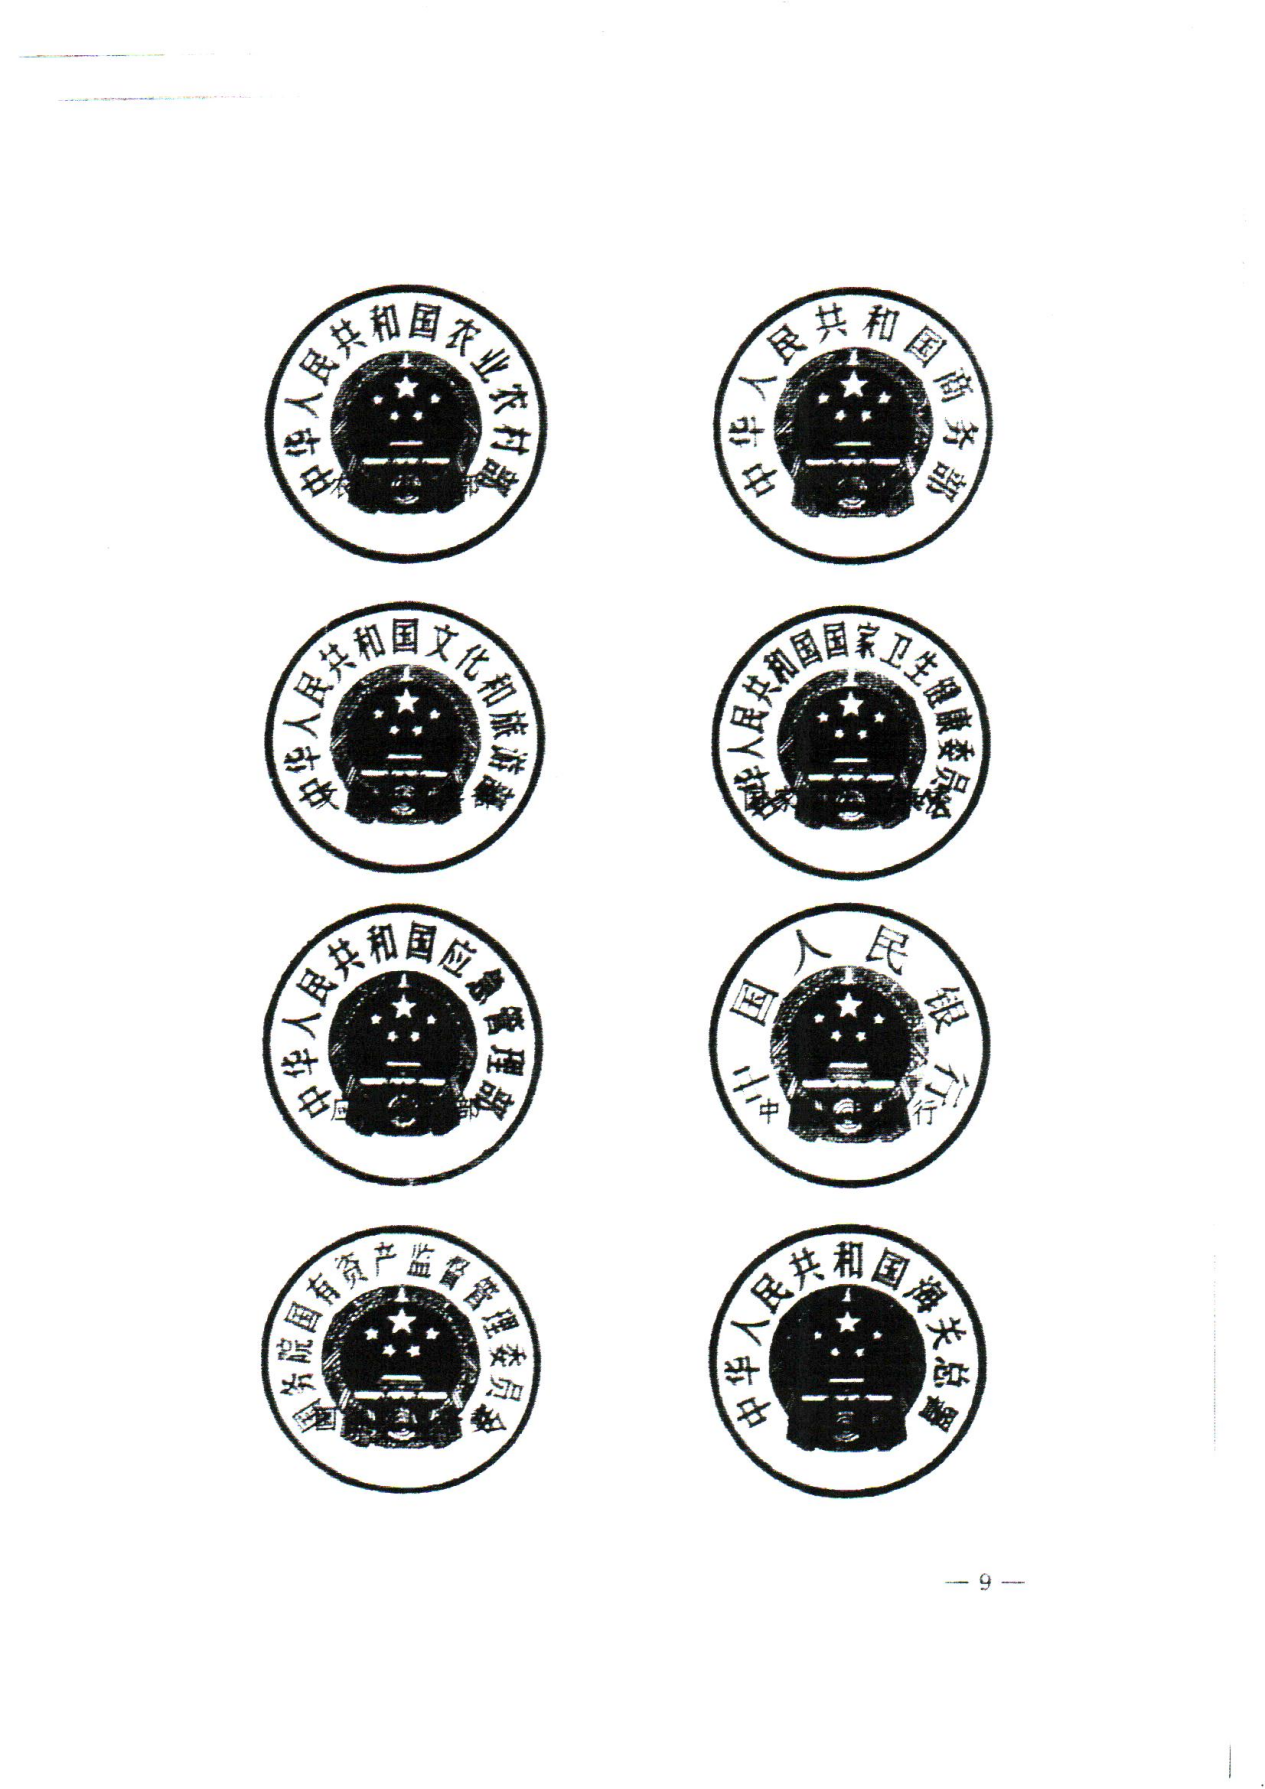 中华人民共和国农业农村部
中华人民共和国商务部
中华人民共和国文化和旅游部
中华人民共和国国家卫生健康委员会
中华人民共和国应急管理部
中国人民银行
国务院国有资产监督管理委员会
中华人民共和国海关总署
— 9 —